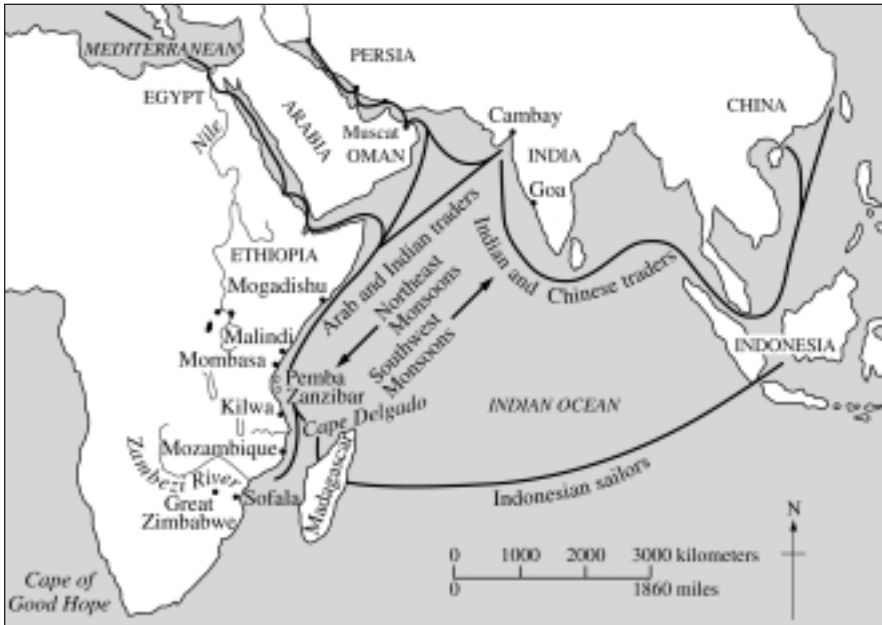 MEDITERRANEAN
PERSIA
EGYPT
CHINA
Nile
ARABIA
Muscat
OMAN
Cambay
INDIA
Goa
ETHIOPIA
Mogadishu
Arab and Indian traders
Northeast
Monsoons
Southwest
Monsoons
Indian and
Chinese traders
Malindi
Mombasa
INDONESIA
Pemba
Zanzibar
Kilwa
Cape Delgado
INDIAN OCEAN
Mozambique
Zambezi River
Great
Zimbabwe
Sofala
Madagascar
Indonesian sailors
N
0 1000 2000 3000 kilometers
0 1860 miles
Cape of
Good Hope